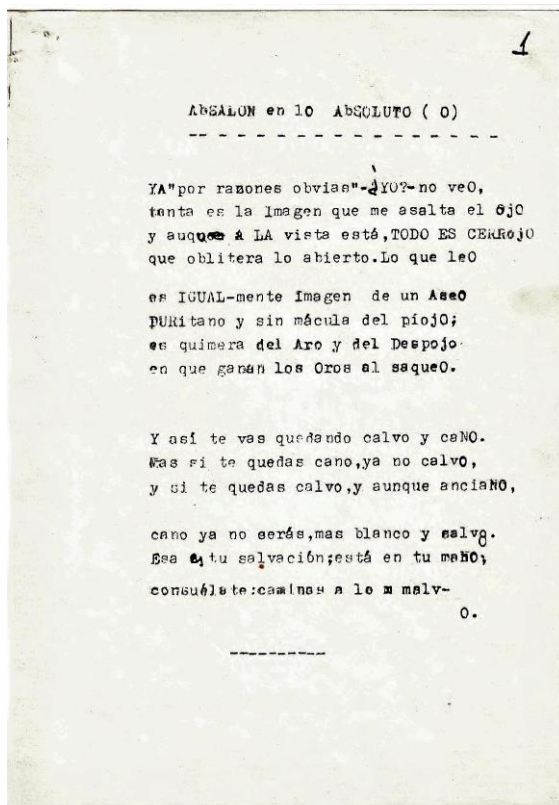 1
AbSALON en lo AbSOLUTO ( O)
YA"por razones obvias"-¿YO?-no veO,
tanta es la Imagen que me asalta el OjO
y auque A LA vista está,TODO ES CERROjO
que oblitera lo abierto.Lo que leO
es IGUAL-mente Imagen de un AseO
PURitano y sin mácula del piojO;
es quimera del Aro y del Despojo
en que ganan los Oros al saqueO.
Y así te vas quedando calvo y caNO.
Mas si te quedas cano,ya no calvO,
y si te quedas calvo,y aunque anciaNO,
cano ya no serás,mas blanco y salvo.
Esa es tu salvación;está en tu maNO;
consuélate:caminas a lo malv-
O.